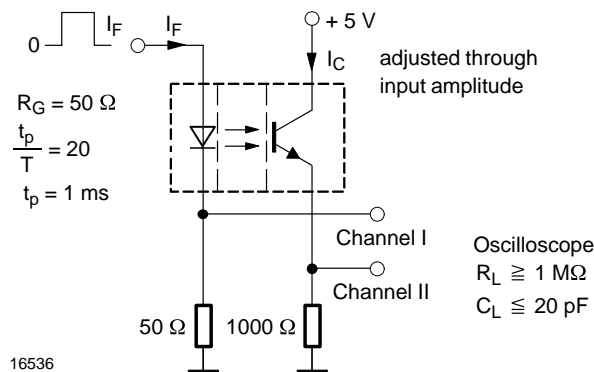 0
I_F
I_F
+ 5 V
I_C
adjusted through
input amplitude
R_G = 50 Ω
t_p
T
= 20
t_p = 1 ms
Channel I
Channel II
Oscilloscope
R_L ≧ 1 MΩ
C_L ≦ 20 pF
50 Ω
1000 Ω
16536